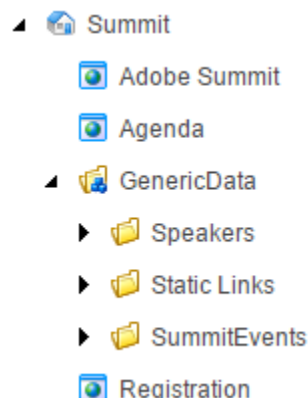 Summit
Adobe Summit
Agenda
GenericData
Speakers
Static Links
SummitEvents
Registration